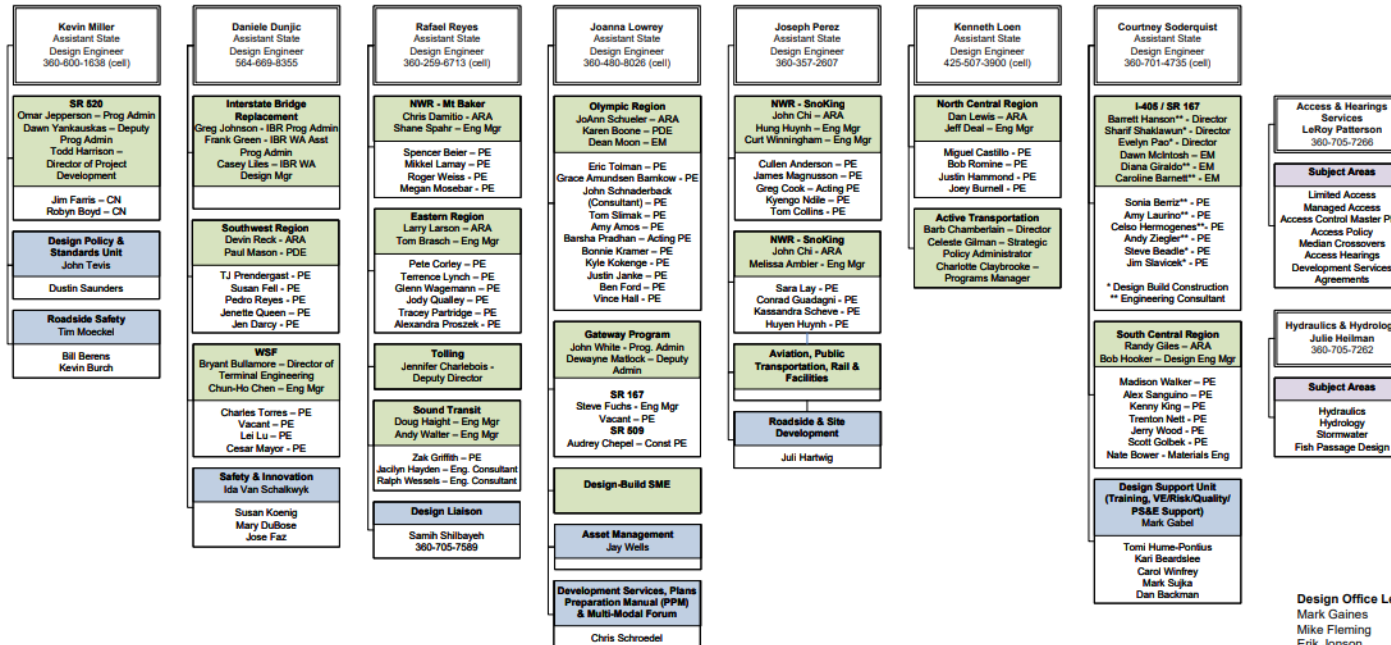 Kevin Miller
Assistant State
Design Engineer
360-600-1638 (cell)
SR 520
Omar Jepperson – Prog Admin
Dawn Yankauskas – Deputy
Prog Admin
Todd Harrison –
Director of Project
Development
Jim Farris – CN
Robyn Boyd – CN
Design Policy &
Standards Unit
John Tevis
Dustin Saunders
Roadside Safety
Tim Moeckel
Bill Berens
Kevin Burch
Daniele Dunjic
Assistant State
Design Engineer
564-669-8355
Interstate Bridge
Replacement
Greg Johnson - IBR Prog Admin
Frank Green - IBR WA Asst
Prog Admin
Casey Liles – IBR WA
Design Mgr
Southwest Region
Devin Reck - ARA
Paul Mason - PDE
TJ Prendergast - PE
Susan Fell - PE
Pedro Reyes - PE
Jenette Queen – PE
Jen Darcy - PE
WSF
Bryant Bullamore – Director of
Terminal Engineering
Chun-Ho Chen – Eng Mgr
Charles Torres – PE
Vacant – PE
Lei Lu – PE
Cesar Mayor - PE
Safety & Innovation
Ida Van Schalkwyk
Susan Koenig
Mary DuBose
Jose Faz
Rafael Reyes
Assistant State
Design Engineer
360-259-6713 (cell)
NWR - Mt Baker
Chris Damitio – ARA
Shane Spahr – Eng Mgr
Spencer Beier – PE
Mikkel Lamay – PE
Roger Weiss – PE
Megan Mosebar - PE
Eastern Region
Larry Larson – ARA
Tom Brasch – Eng Mgr
Pete Corley – PE
Terrence Lynch – PE
Glenn Wagemann – PE
Jody Qualley – PE
Tracey Partridge – PE
Alexandra Proszek - PE
Tolling
Jennifer Charlebois -
Deputy Director
Sound Transit
Doug Haight – Eng Mgr
Andy Walter – Eng Mgr
Zak Griffith – PE
Jacilyn Hayden – Eng. Consultant
Ralph Wessels – Eng. Consultant
Design Liaison
Samih Shilbayeh
360-705-7589
Joanna Lowrey
Assistant State
Design Engineer
360-480-8026 (cell)
Olympic Region
JoAnn Schueler – ARA
Karen Boone – PDE
Dean Moon – EM
Eric Tolman – PE
Grace Amundsen Barnkow - PE
John Schnaderback
(Consultant) – PE
Tom Slimak – PE
Amy Amos – PE
Barsha Pradhan – Acting PE
Bonnie Kramer – PE
Kyle Kokenge – PE
Justin Janke – PE
Ben Ford – PE
Vince Hall - PE
Gateway Program
John White - Prog. Admin
Dewayne Matlock – Deputy
Admin
SR 167
Steve Fuchs - Eng Mgr
Vacant – PE
SR 509
Audrey Chepel – Const PE
Design-Build SME
Asset Management
Jay Wells
Development Services, Plans
Preparation Manual (PPM)
& Multi-Modal Forum
Chris Schroedel
Joseph Perez
Assistant State
Design Engineer
360-357-2607
NWR - SnoKing
John Chi – ARA
Hung Huynh – Eng Mgr
Curt Winningham – Eng Mgr
Cullen Anderson – PE
James Magnusson – PE
Greg Cook – Acting PE
Kyengo Ndile – PE
Tom Collins – PE
NWR - SnoKing
John Chi - ARA
Melissa Ambler - Eng Mgr
Sara Lay - PE
Conrad Guadagni - PE
Kassandra Scheve - PE
Huyen Huynh - PE
Aviation, Public
Transportation, Rail &
Facilities
Roadside & Site
Development
Juli Hartwig
Kenneth Loen
Assistant State
Design Engineer
425-507-3900 (cell)
North Central Region
Dan Lewis – ARA
Jeff Deal – Eng Mgr
Miguel Castillo – PE
Bob Romine – PE
Justin Hammond - PE
Joey Burnell - PE
Active Transportation
Barb Chamberlain – Director
Celeste Gilman – Strategic
Policy Administrator
Charlotte Claybrooke –
Programs Manager
Courtney Soderquist
Assistant State
Design Engineer
360-701-4735 (cell)
I-405 / SR 167
Barrett Hanson** - Director
Sharif Shaklawun* - Director
Evelyn Pao* - Director
Dawn McIntosh – EM
Diana Giraldo** – EM
Caroline Barnett** - EM
Sonia Berriz** - PE
Amy Laurino** - PE
Celso Hermogenes**- PE
Andy Ziegler** - PE
Steve Beadle* - PE
Jim Slavicek* - PE
* Design Build Construction
** Engineering Consultant
South Central Region
Randy Giles – ARA
Bob Hooker – Design Eng Mgr
Madison Walker – PE
Alex Sanguino – PE
Kenny King – PE
Trenton Nett - PE
Jerry Wood – PE
Scott Golbek - PE
Nate Bower - Materials Eng
Design Support Unit
(Training, VE/Risk/Quality/
PS&E Support)
Mark Gabel
Tomi Hume-Pontius
Kari Beardslee
Carol Winfrey
Mark Sujka
Dan Backman
Access & Hearings
Services
LeRoy Patterson
360-705-7266
Subject Areas
Limited Access
Managed Access
Access Control Master
Access Policy
Median Crossovers
Access Hearings
Development Services
Agreements
Hydraulics &
Julie Heilman
360-705-7262
Subject Areas
Hydraulics
Hydrology
Stormwater
Fish Passage Design
Design Office
Mark Gaines
Mike Fleming